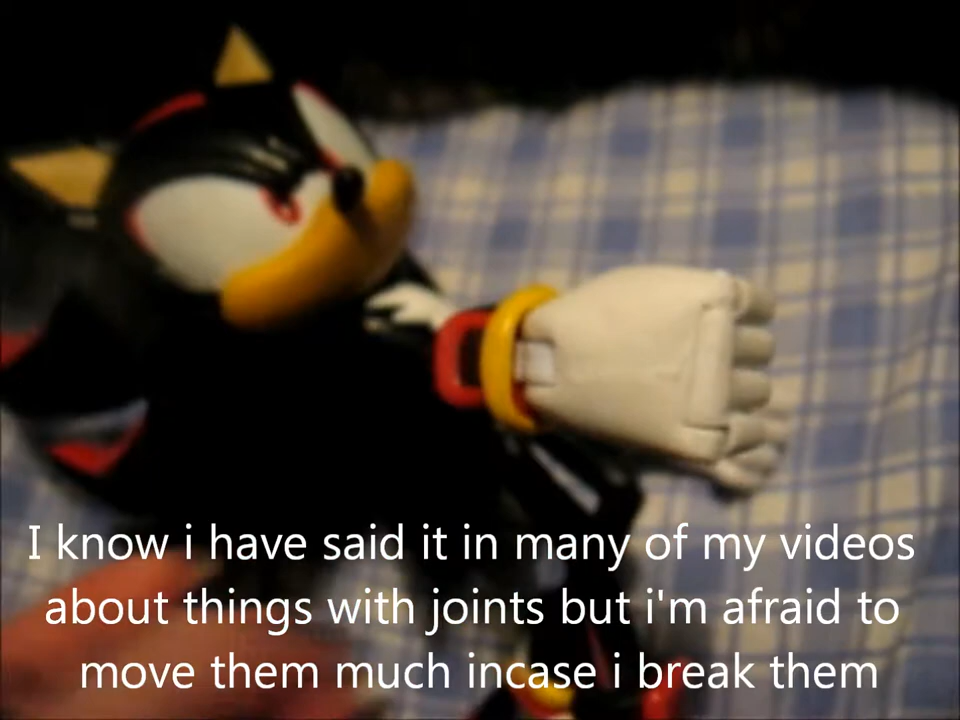 I know i have said it in many of my videos
about things with joints but i'm afraid to
move them much incase i break them